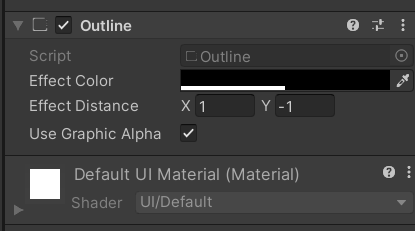 Outline
Script Outline
Effect Color
Effect Distance X 1 Y -1
Use Graphic Alpha
Default UI Material (Material)
Shader UI/Default